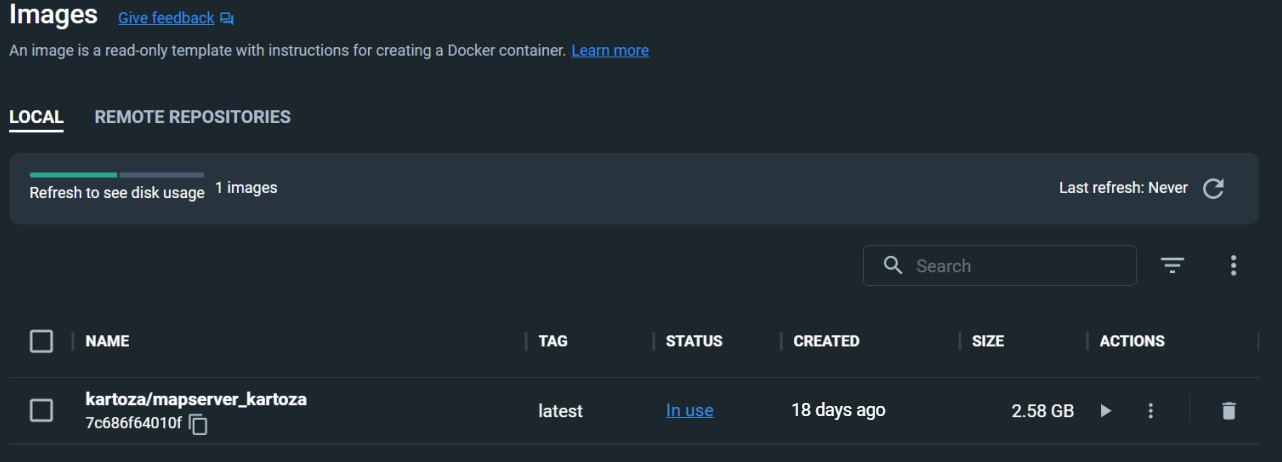 Images Give feedback
An image is a read-only template with instructions for creating a Docker container. Learn more
LOCAL REMOTE REPOSITORIES
Refresh to see disk usage 1 images Last refresh: Never
Search
NAME TAG STATUS CREATED SIZE ACTIONS
kartoza/mapserver_kartoza
7c686f64010f latest In use 18 days ago 2.58 GB